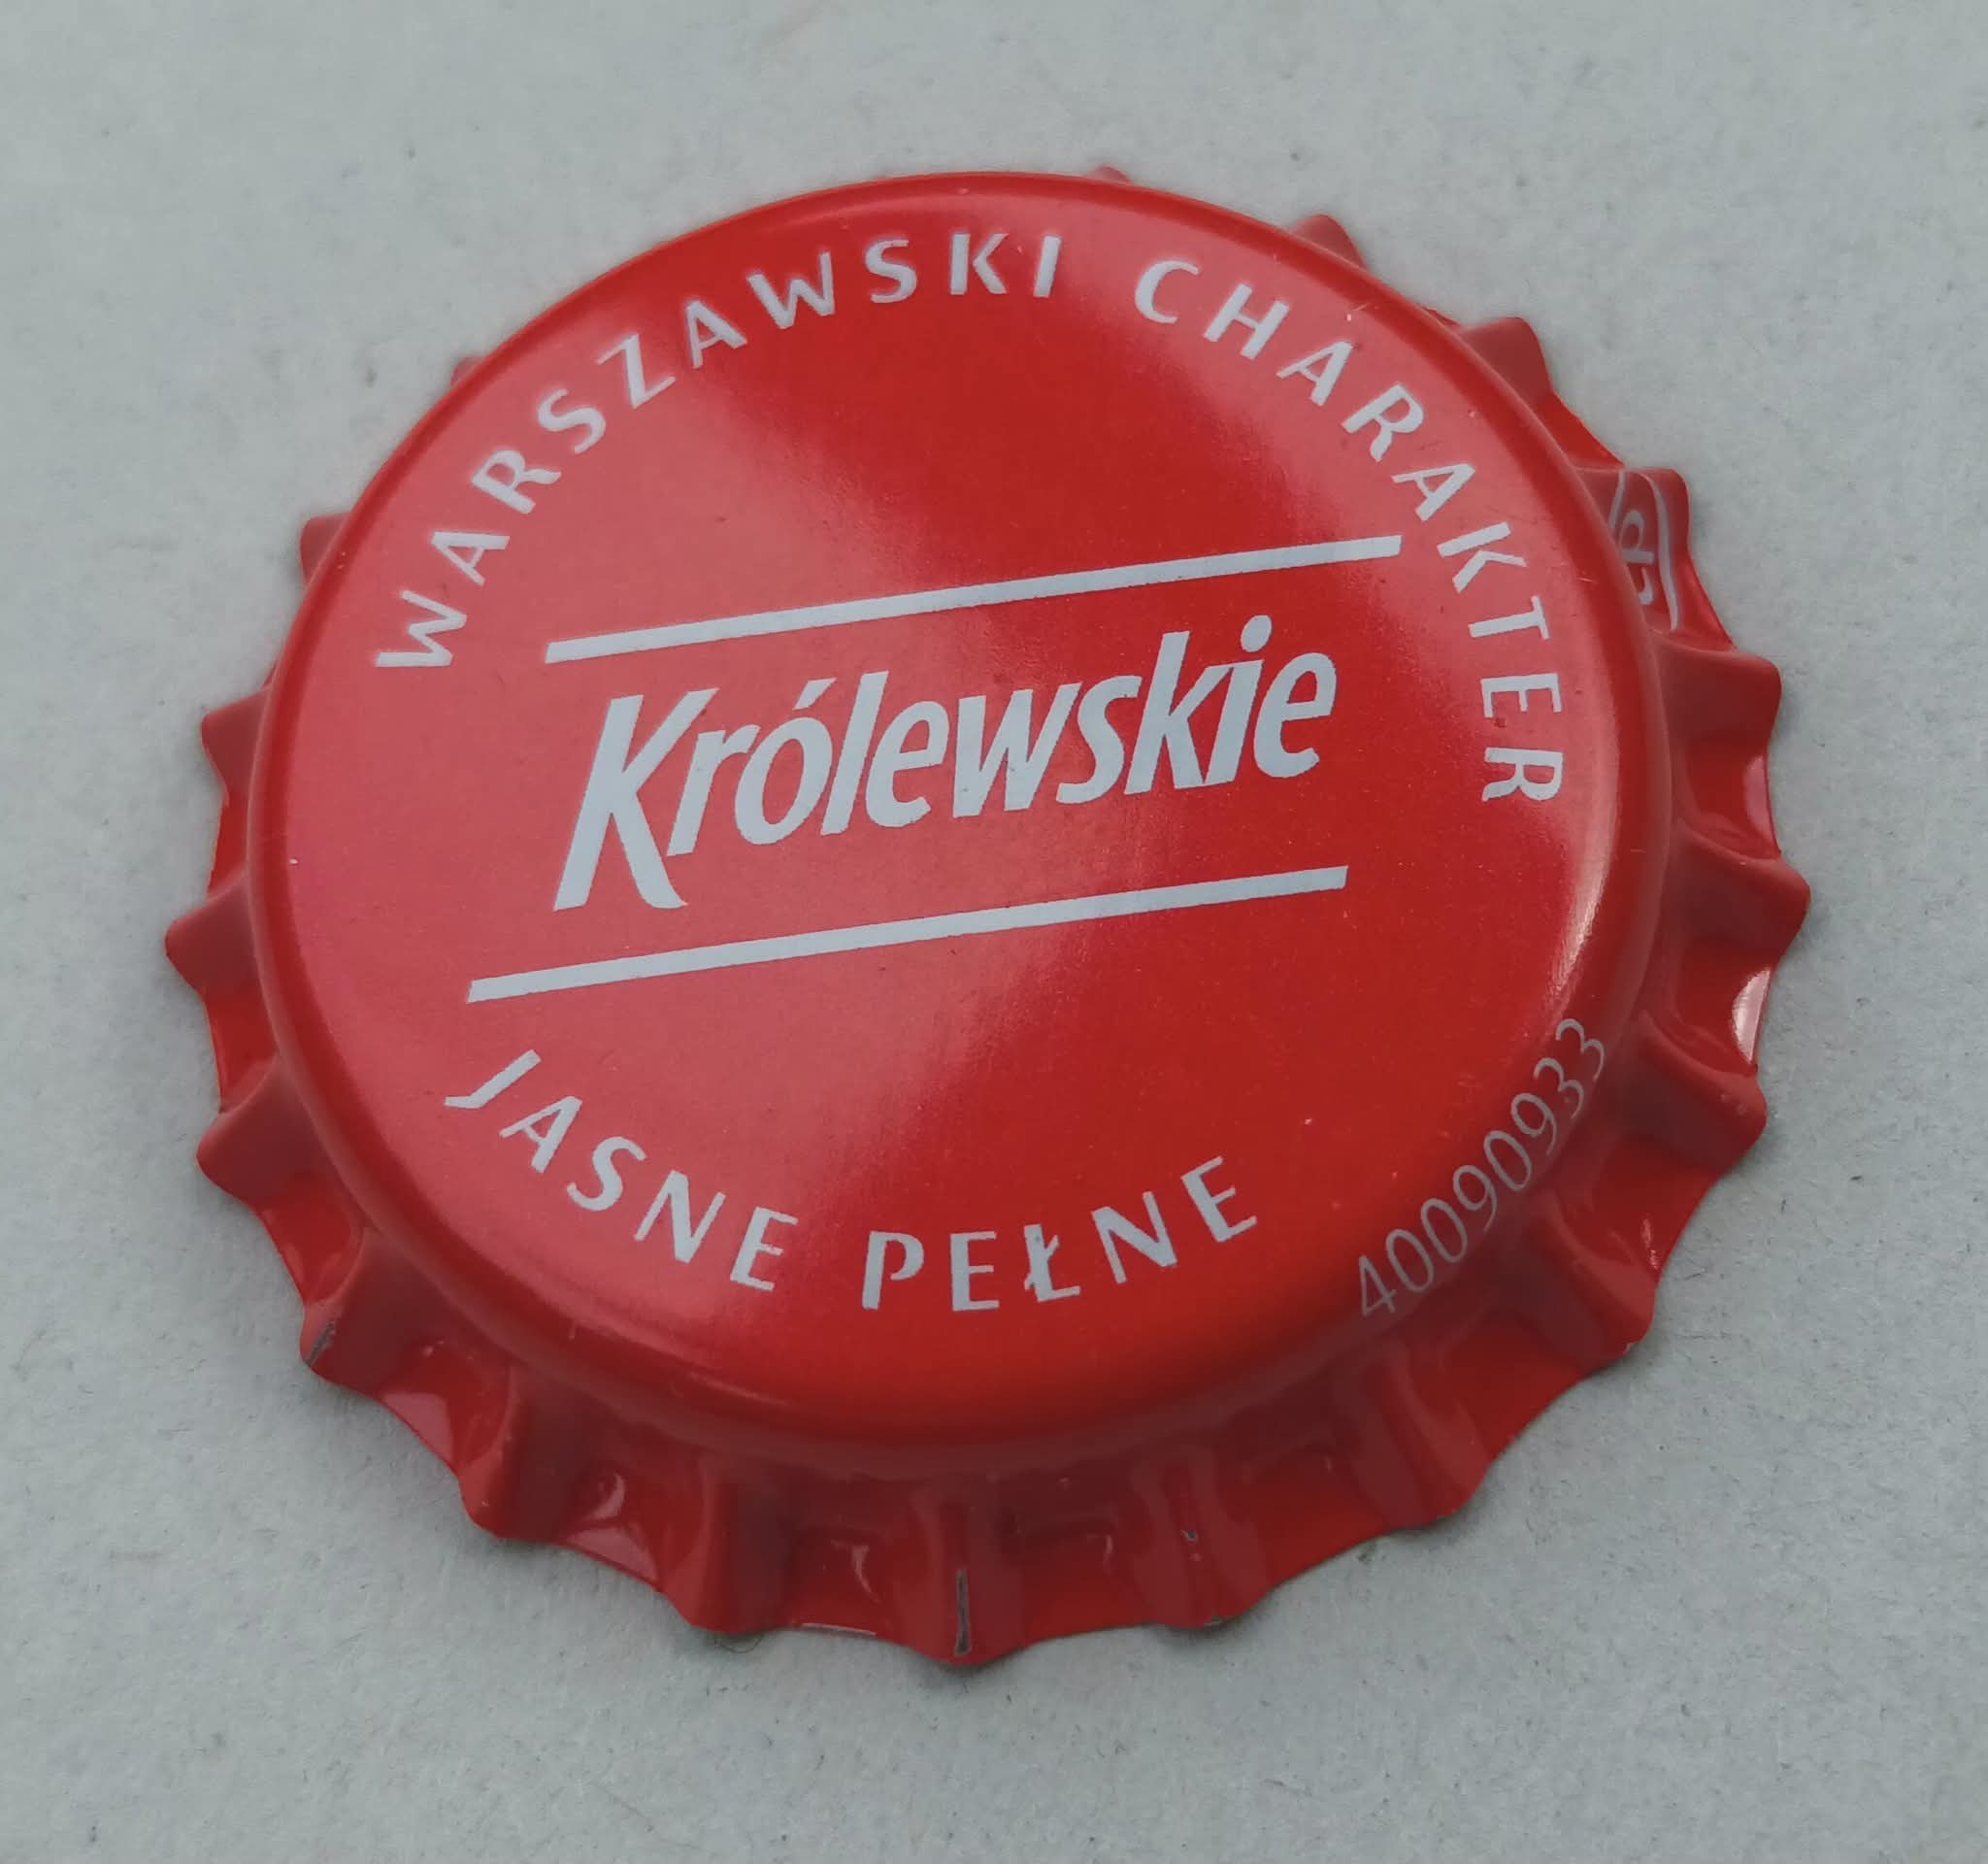 WARSZAWSKI CHARAKTER
Królewskie
JASNE PEŁNE
40090933